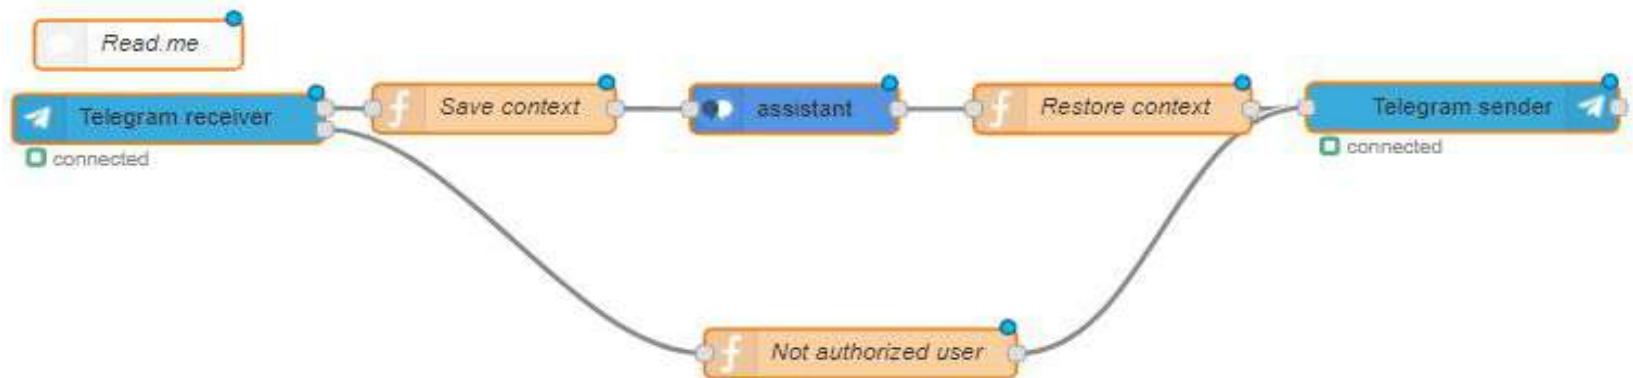 Read.me
Telegram receiver
connected
Save context
assistant
Restore context
Telegram sender
connected
Not authorized user